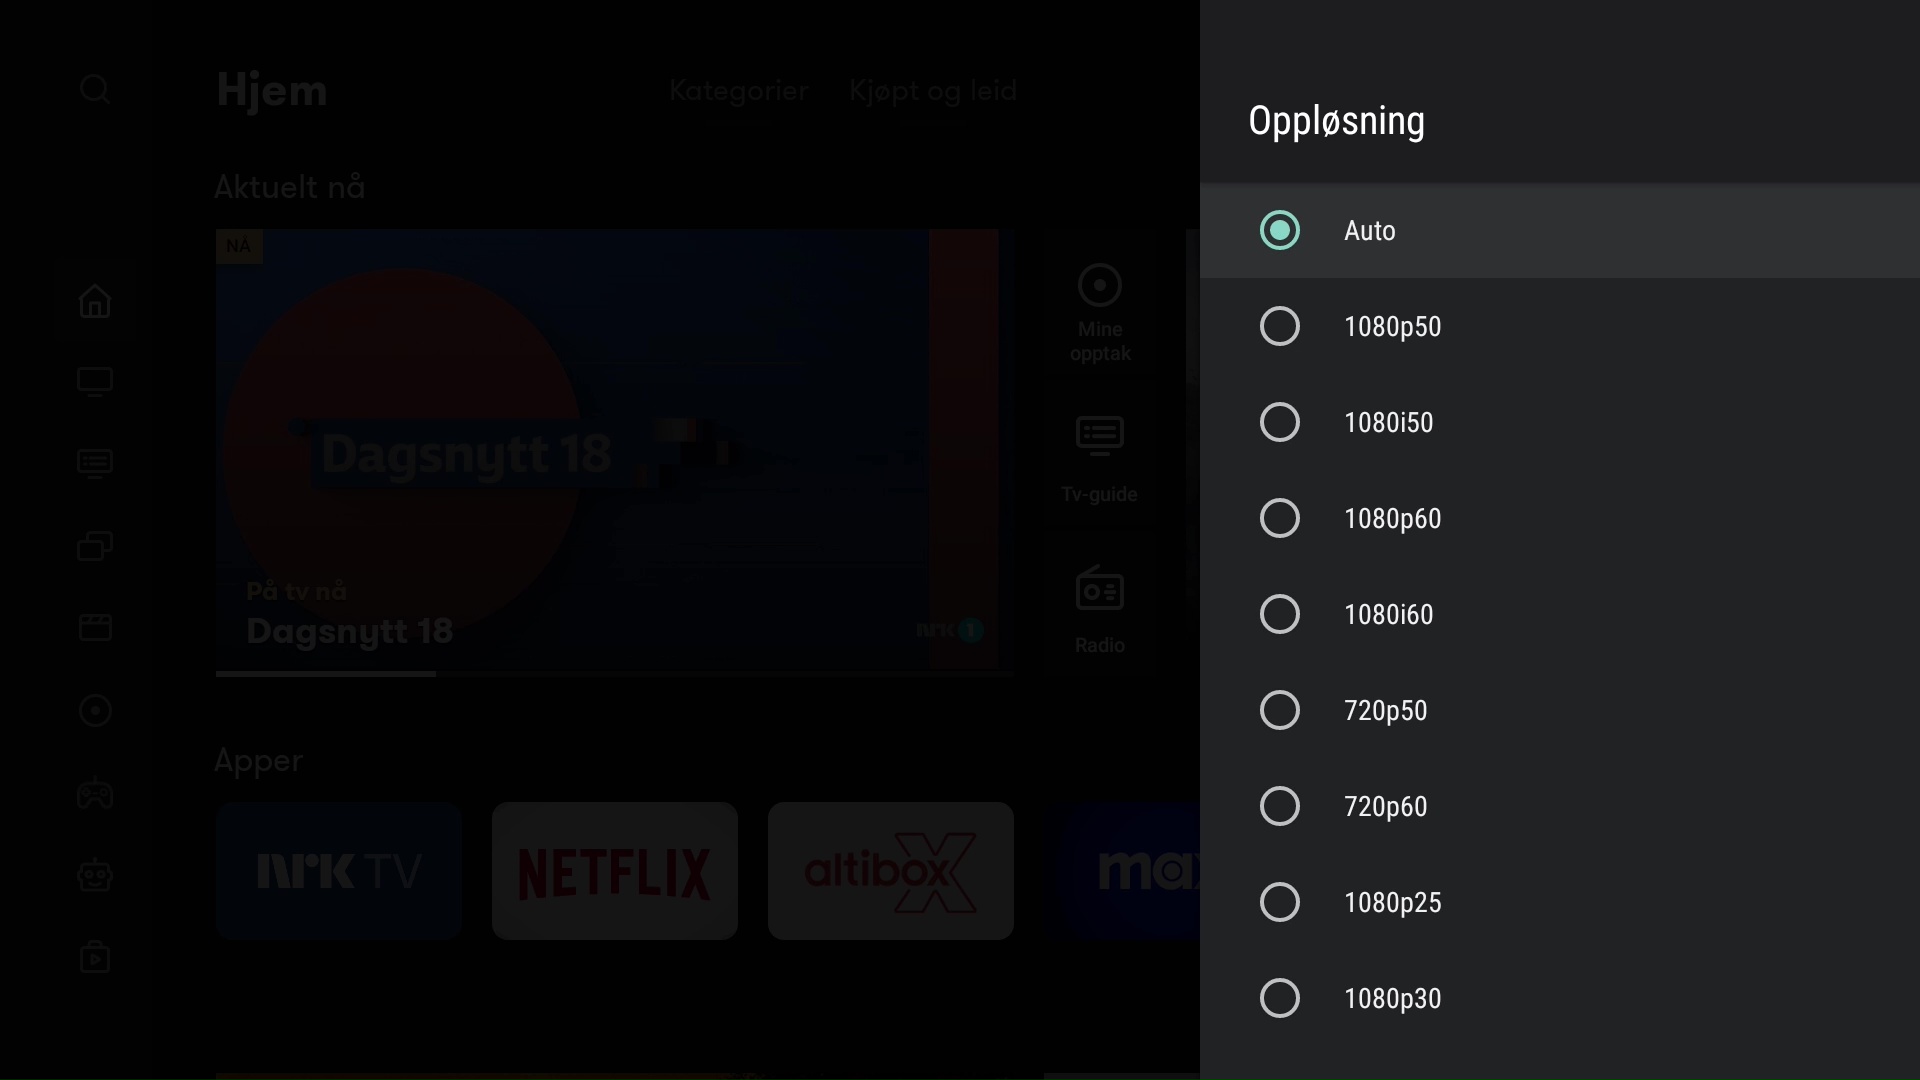 Hjem
Kategorier
Kjøpt og leid
Aktuelt nå
NÅ
Dagsnytt 18
På tv nå
Dagsnytt 18
nrk 1
Mine
opptak
Tv-guide
Radio
Apper
NRK TV
NETFLIX
altibox
max
Oppløsning
Auto
1080p50
1080i50
1080p60
1080i60
720p50
720p60
1080p25
1080p30